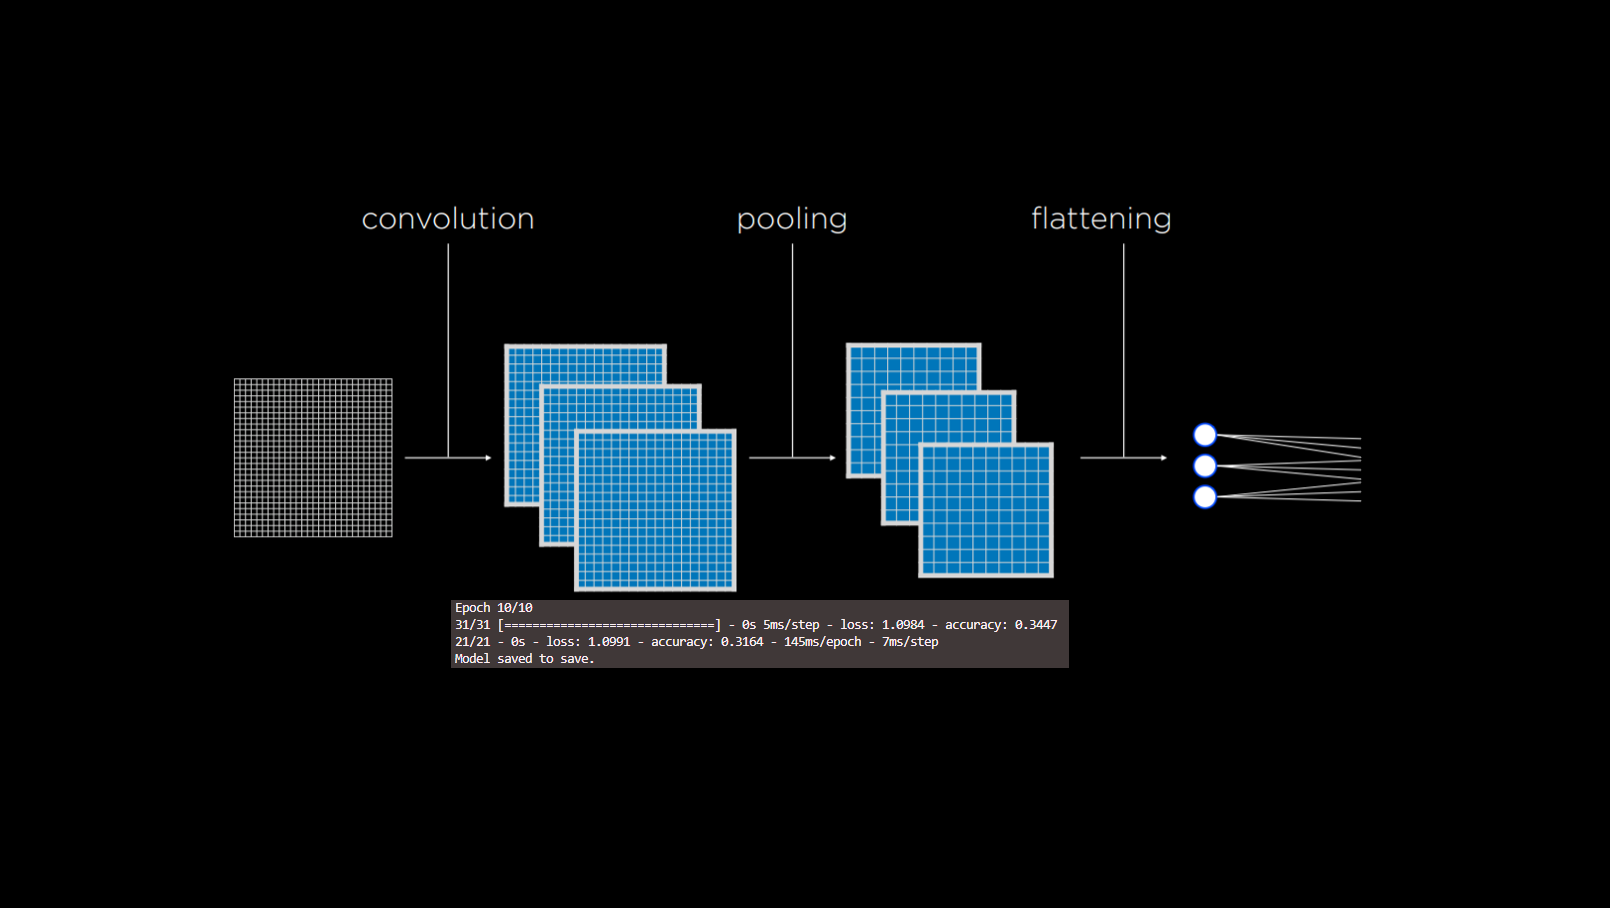 convolution
pooling
flattening
Epoch 10/10
31/31 [==============================] - 0s 5ms/step - loss: 1.0984 - accuracy: 0.3447
21/21 - 0s - loss: 1.0991 - accuracy: 0.3164 - 145ms/epoch - 7ms/step
Model saved to save.